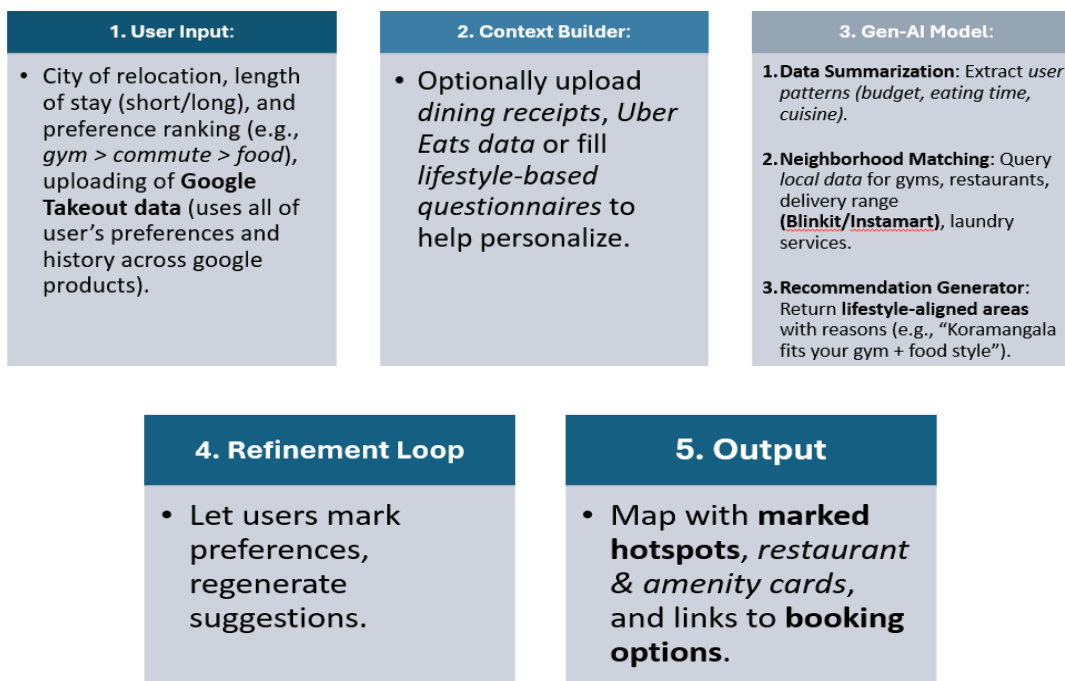 1. User Input:
• City of relocation, length
of stay (short/long), and
preference ranking (e.g.,
gym > commute > food),
uploading of Google
Takeout data (uses all of
user's preferences and
history across google
products).
2. Context Builder:
• Optionally upload
dining receipts, Uber
Eats data or fill
lifestyle-based
questionnaires to
help personalize.
3. Gen-AI Model:
1. Data Summarization: Extract user
patterns (budget, eating time,
cuisine).
2. Neighborhood Matching: Query
local data for gyms, restaurants,
delivery range
(Blinkit/Instamart), laundry
services.
3. Recommendation Generator:
Return lifestyle-aligned areas
with reasons (e.g., “Koramangala
fits your gym + food style”).
4. Refinement Loop
• Let users mark
preferences,
regenerate
suggestions.
5. Output
• Map with marked
hotspots, restaurant
& amenity cards,
and links to booking
options.